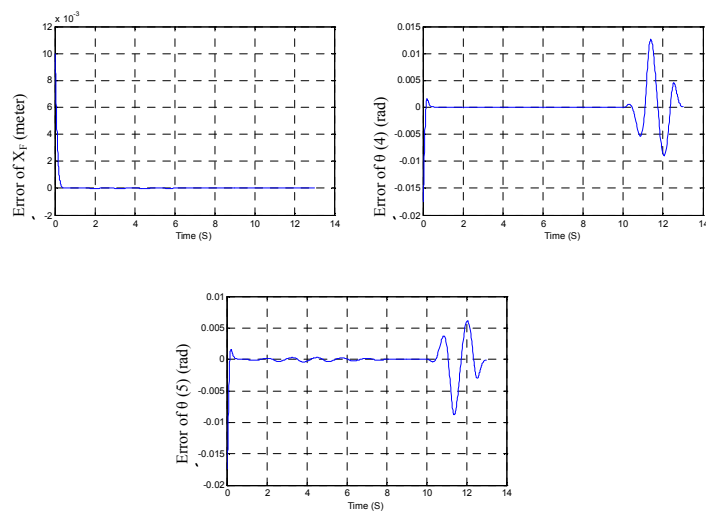 x 10⁻³
12
10
8
6
4
2
0
-2
0 2 4 6 8 10 12 14
Time (S)
Error of X_F (meter)
0.015
0.01
0.005
0
-0.005
-0.01
-0.015
-0.02
0 2 4 6 8 10 12 14
Time (S)
Error of θ (4) (rad)
0.01
0.005
0
-0.005
-0.01
-0.015
-0.02
0 2 4 6 8 10 12 14
Time (S)
Error of θ (5) (rad)